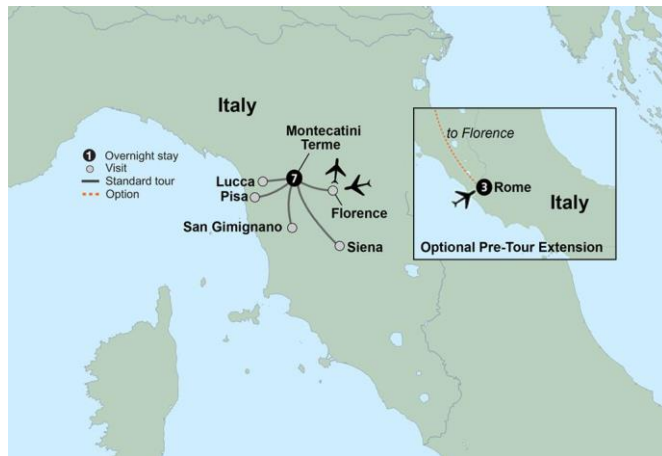 Italy
Montecatini
Terme
1 Overnight stay
Visit
Standard tour
Option
7
Lucca
Pisa
Florence
San Gimignano
Siena
to Florence
3 Rome
Italy
Optional Pre-Tour Extension